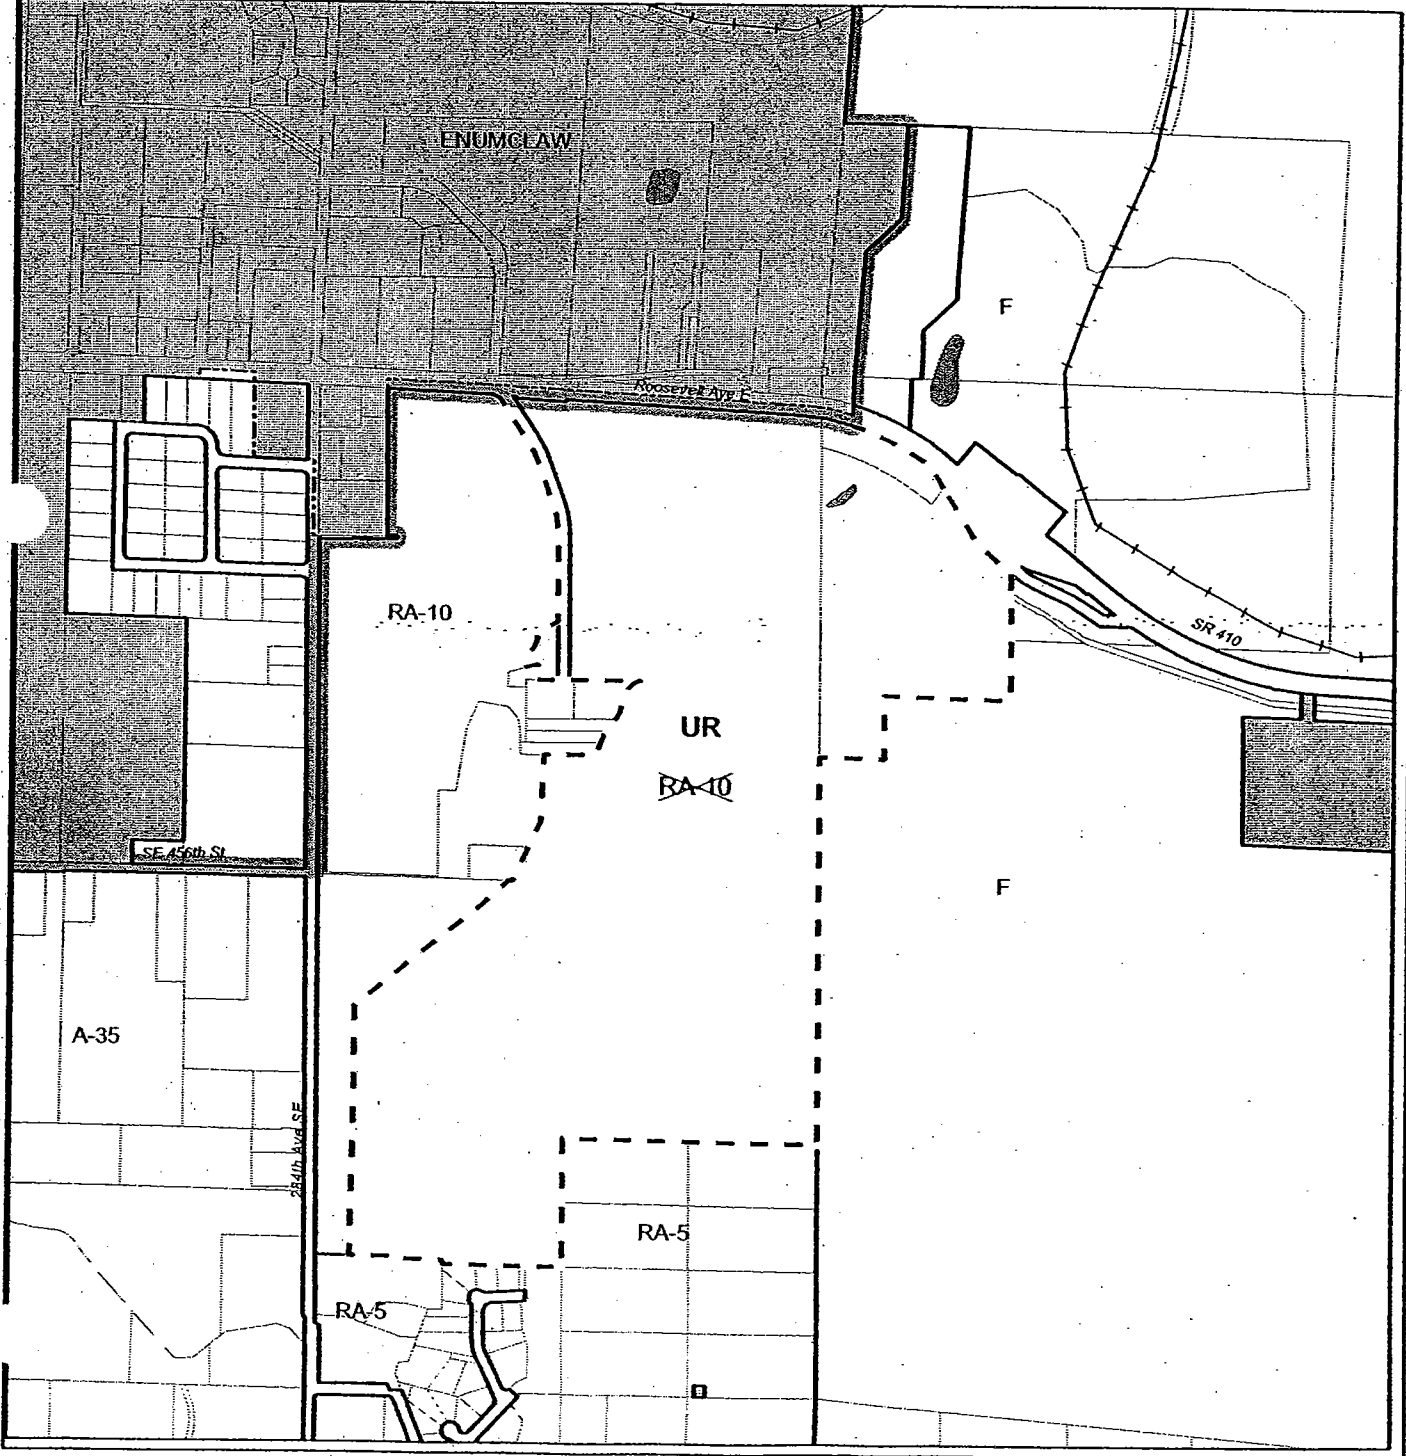 ENUMCLAW
F
Roosevelt Ave E
RA-10
SR 410
UR
RA-10
SE 456th St
F
A-35
284th Ave SE
RA-5
RA-5